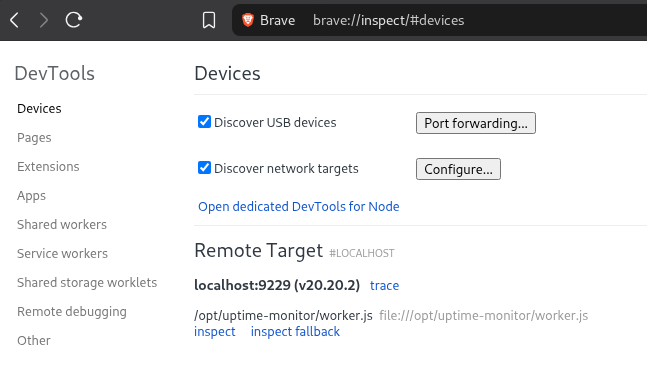 Brave brave://inspect/#devices
DevTools
Devices
Pages
Extensions
Apps
Shared workers
Service workers
Shared storage worklets
Remote debugging
Other
Devices
Discover USB devices Port forwarding...
Discover network targets Configure...
Open dedicated DevTools for Node
Remote Target #LOCALHOST
localhost:9229 (v20.20.2) trace
/opt/uptime-monitor/worker.js file:///opt/uptime-monitor/worker.js
inspect inspect fallback